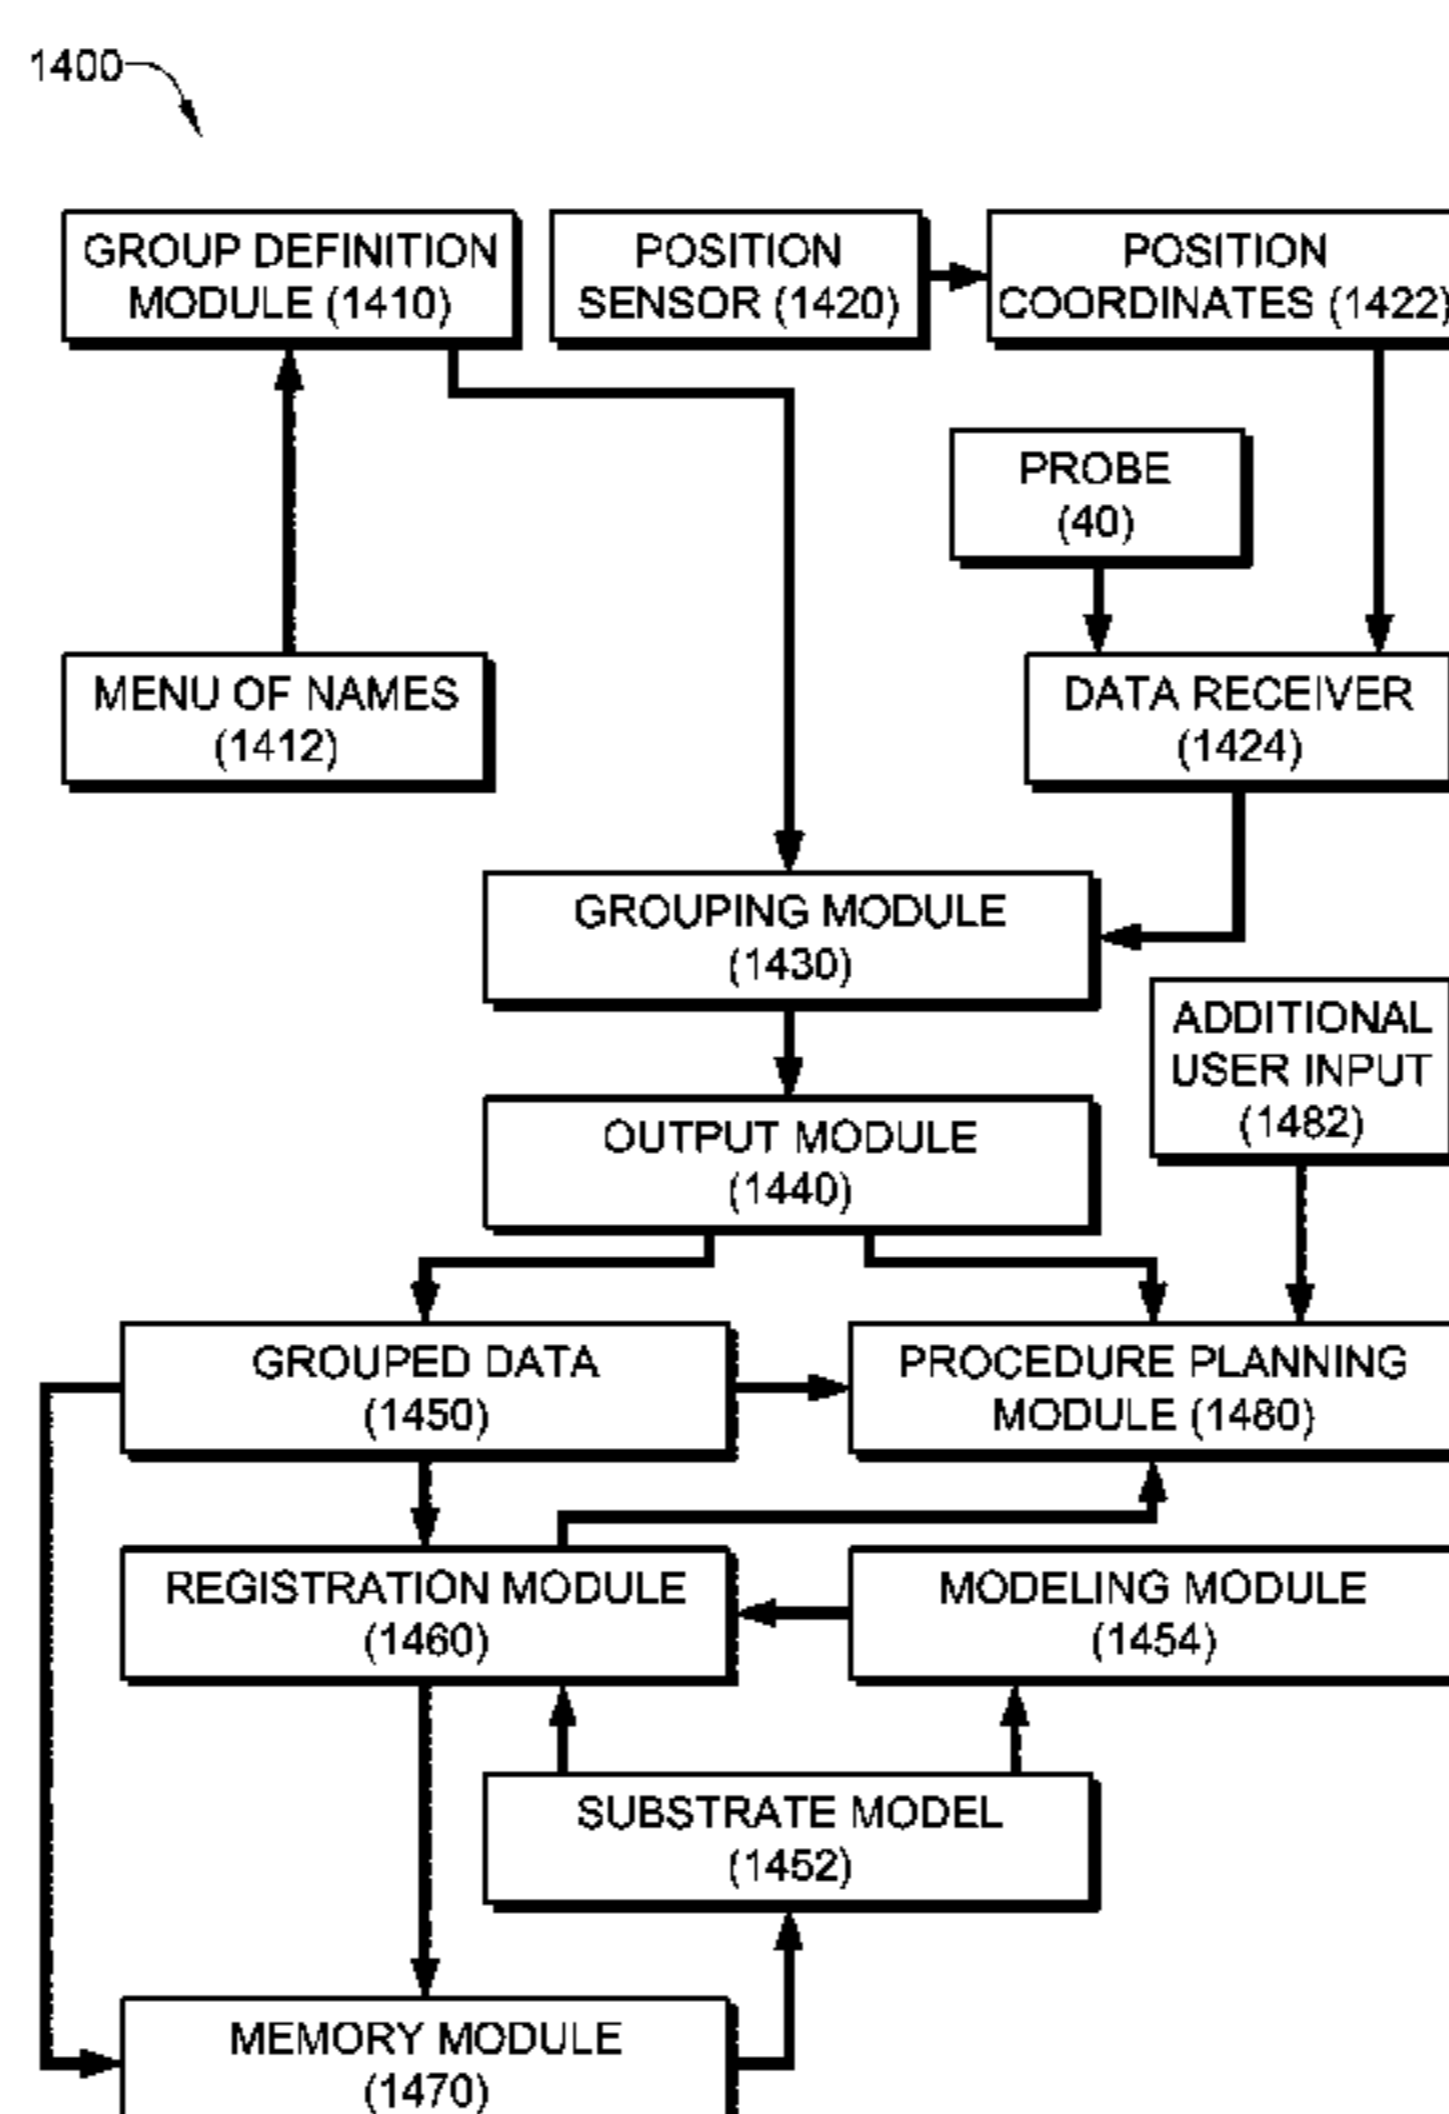 1400
GROUP DEFINITION
MODULE (1410)
POSITION
SENSOR (1420)
POSITION
COORDINATES (1422)
PROBE
(40)
MENU OF NAMES
(1412)
DATA RECEIVER
(1424)
GROUPING MODULE
(1430)
ADDITIONAL
USER INPUT
(1482)
OUTPUT MODULE
(1440)
GROUPED DATA
(1450)
PROCEDURE PLANNING
MODULE (1480)
REGISTRATION MODULE
(1460)
MODELING MODULE
(1454)
SUBSTRATE MODEL
(1452)
MEMORY MODULE
(1470)